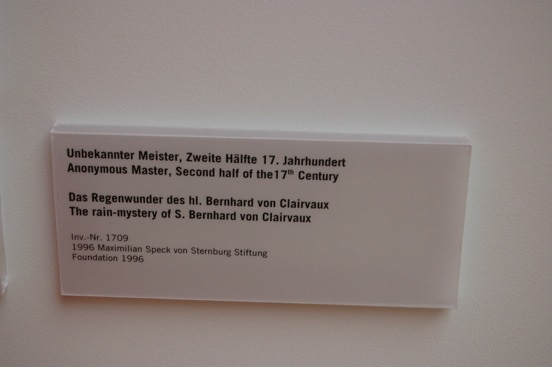 Unbekannter Meister, Zweite Hälfte 17. Jahrhundert
Anonymous Master, Second half of the17th Century
Das Regenwunder des hl. Bernhard von Clairvaux
The rain-mystery of S. Bernhard von Clairvaux
Inv.-Nr. 1709
1996 Maximilian Speck von Sternburg Stiftung
Foundation 1996